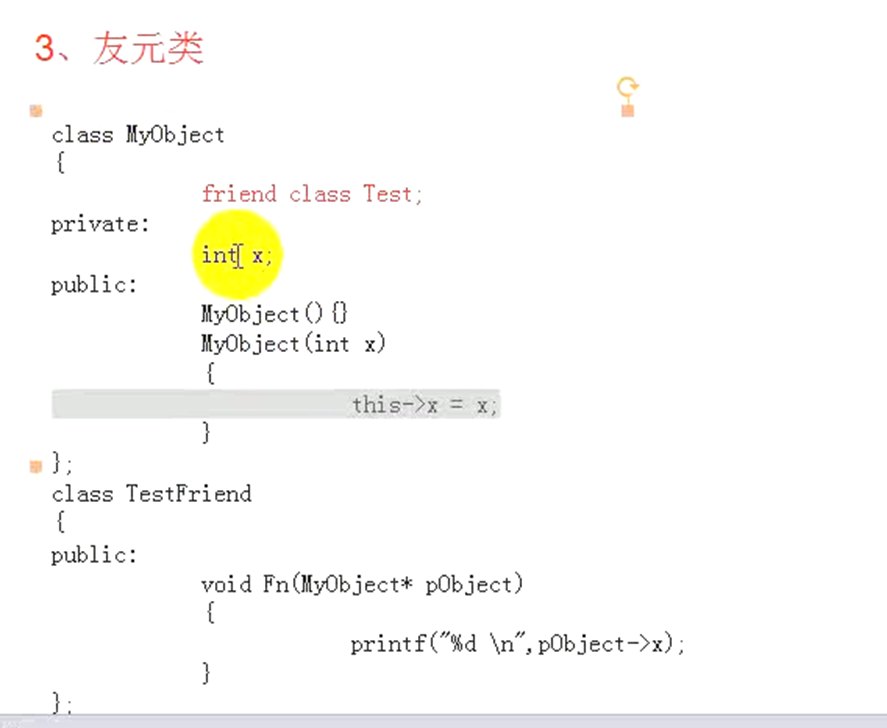 3、友元类
class MyObject
{
friend class Test;
private:
int x;
public:
MyObject(){}
MyObject(int x)
{
this->x = x;
}
};
class TestFriend
{
public:
void Fn(MyObject* pObject)
{
printf("%d \n",pObject->x);
}
};